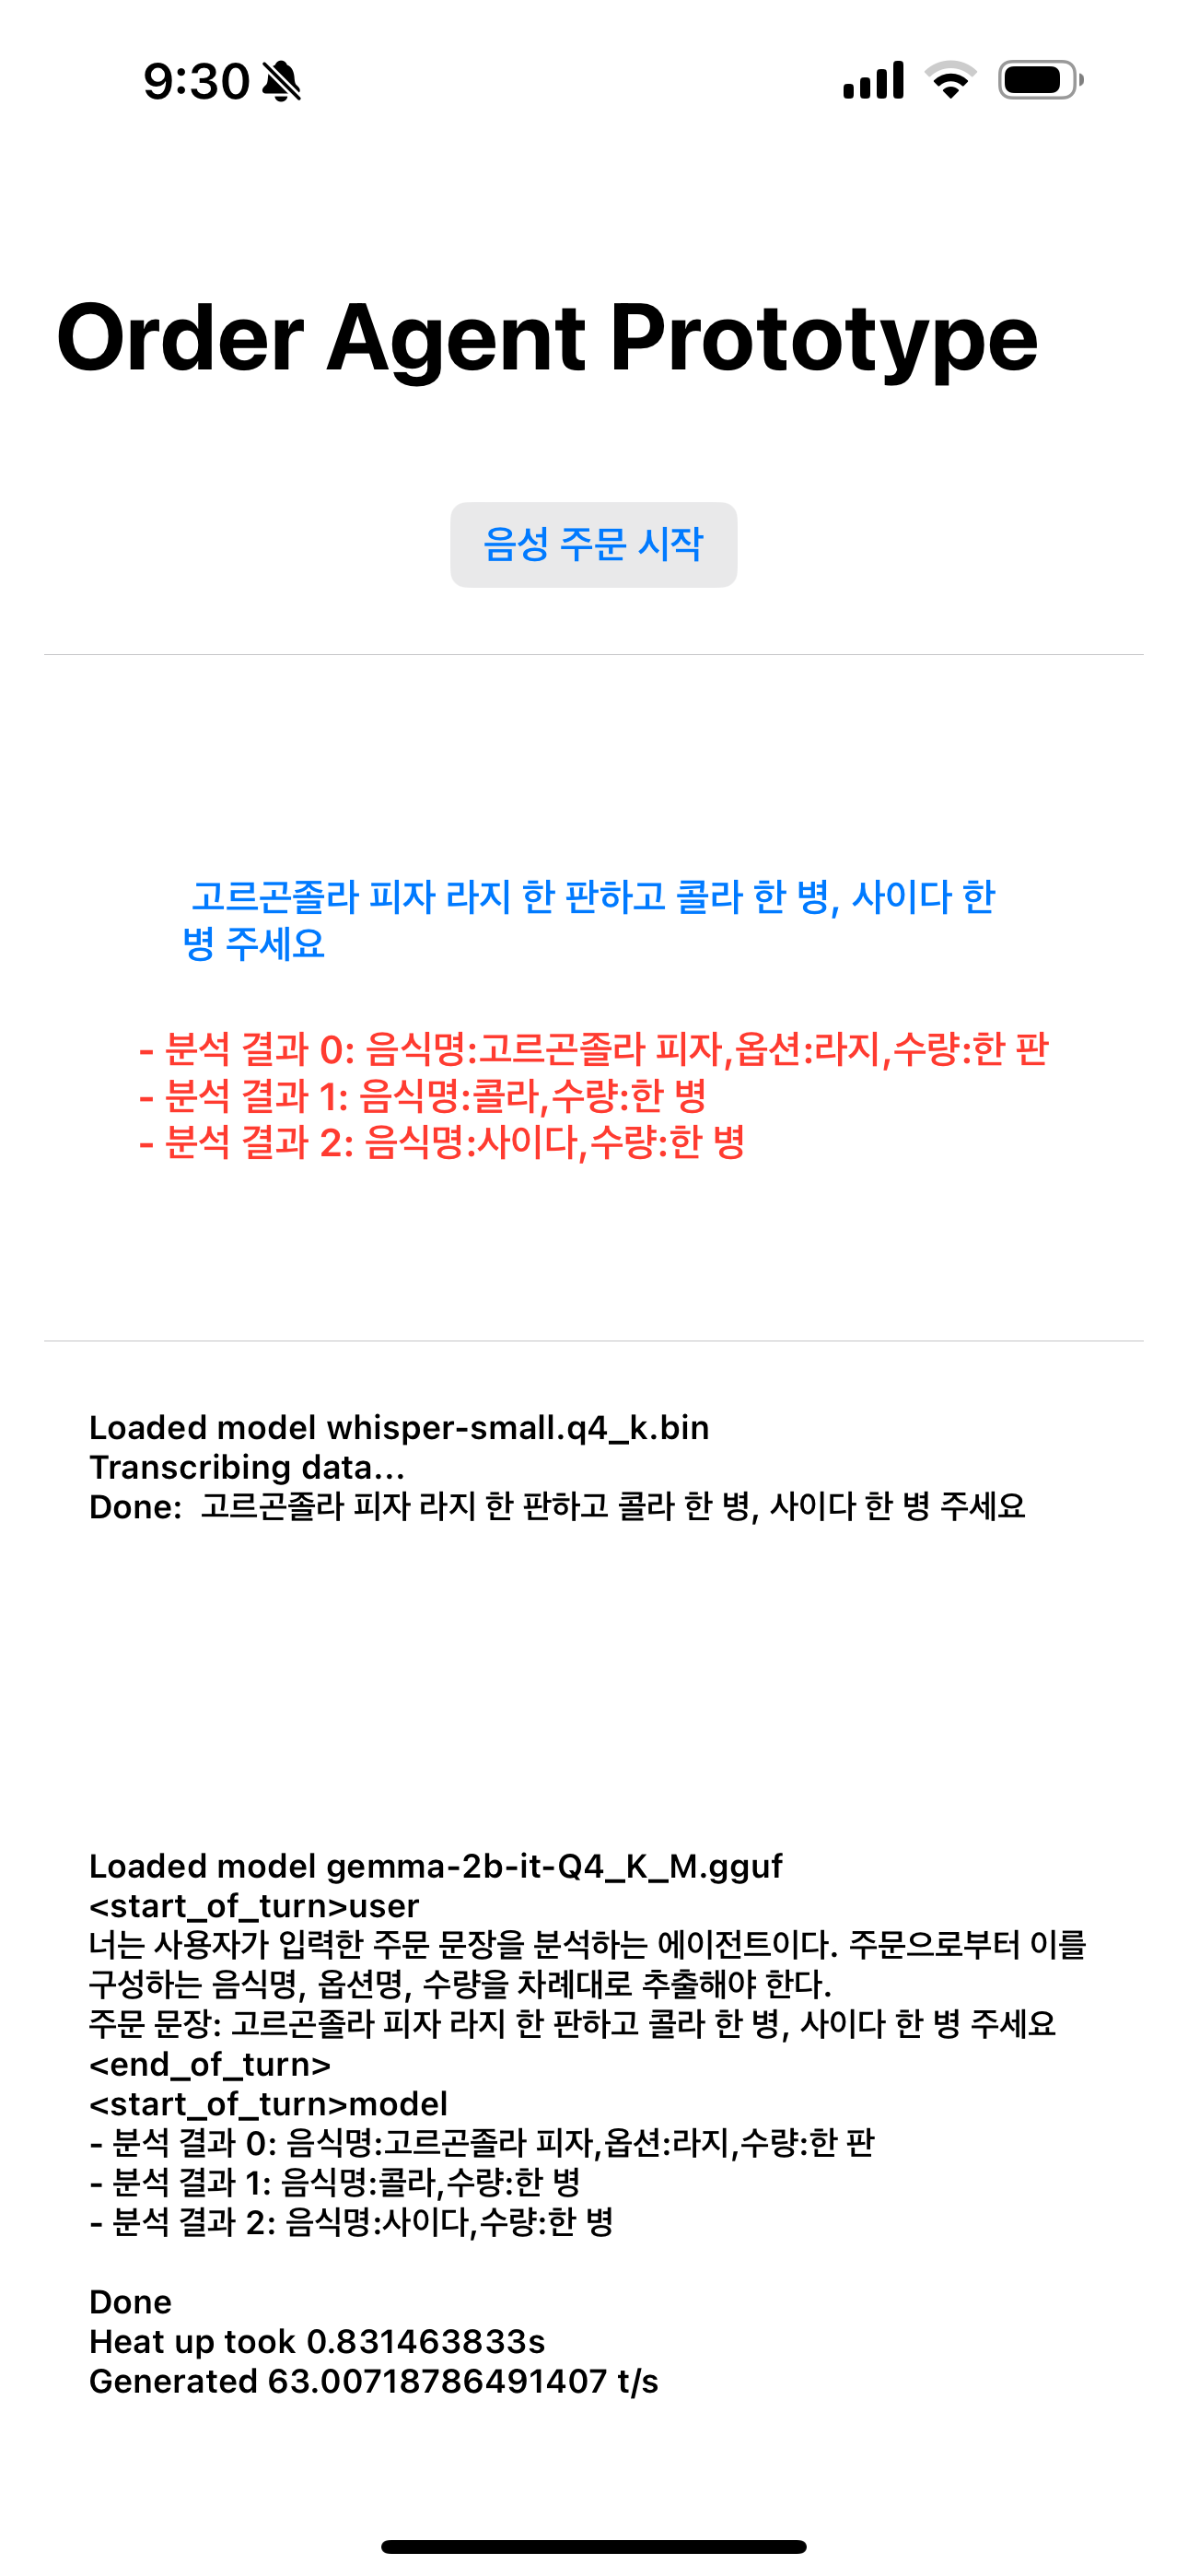 9:30
Order Agent Prototype
음성 주문 시작
고르곤졸라 피자 라지 한 판하고 콜라 한 병, 사이다 한
병 주세요
- 분석 결과 0: 음식명:고르곤졸라 피자,옵션:라지,수량:한 판
- 분석 결과 1: 음식명:콜라,수량:한 병
- 분석 결과 2: 음식명:사이다,수량:한 병
Loaded model whisper-small.q4_k.bin
Transcribing data...
Done:  고르곤졸라 피자 라지 한 판하고 콜라 한 병, 사이다 한 병 주세요
Loaded model gemma-2b-it-Q4_K_M.gguf
<start_of_turn>user
너는 사용자가 입력한 주문 문장을 분석하는 에이전트이다. 주문으로부터 이를
구성하는 음식명, 옵션명, 수량을 차례대로 추출해야 한다.
주문 문장: 고르곤졸라 피자 라지 한 판하고 콜라 한 병, 사이다 한 병 주세요
<end_of_turn>
<start_of_turn>model
- 분석 결과 0: 음식명:고르곤졸라 피자,옵션:라지,수량:한 판
- 분석 결과 1: 음식명:콜라,수량:한 병
- 분석 결과 2: 음식명:사이다,수량:한 병
Done
Heat up took 0.831463833s
Generated 63.00718786491407 t/s